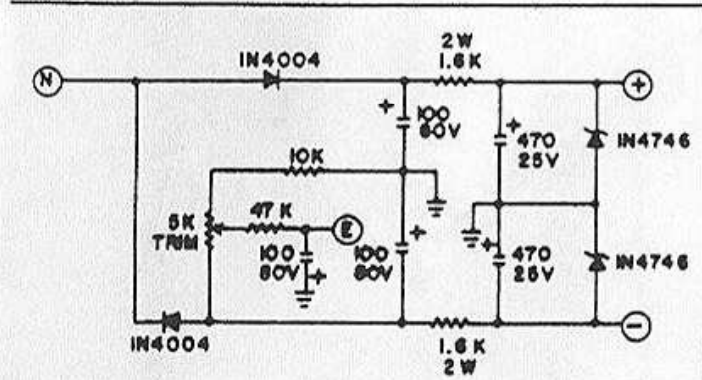 2W
1N4004
1.6K
N
+
+
100
80V
+
470
25V
1N4746
10K
5K
TRIM
47K
E
100
80V
+
100
80V
+
+
470
25V
1N4746
-
1N4004
1.6K
2W